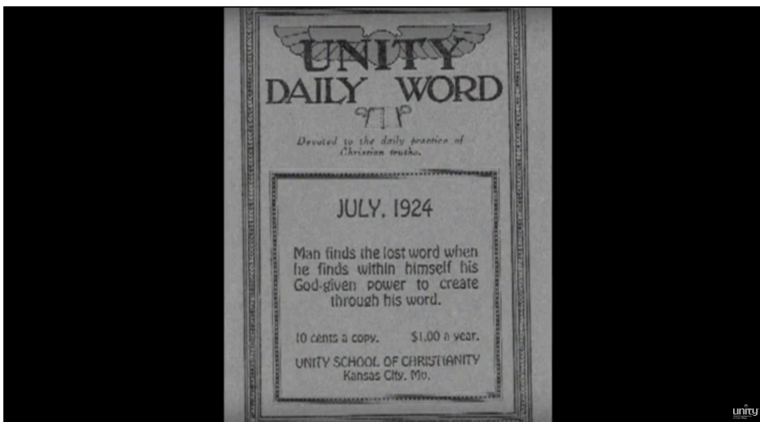 UNITY
DAILY WORD
Devoted to the daily practice of
Christian truths.
JULY, 1924
Man finds the lost word when
he finds within himself his
God-given power to create
through his word.
10 cents a copy. $1.00 a year.
UNITY SCHOOL OF CHRISTIANITY
Kansas City, Mo.
unity